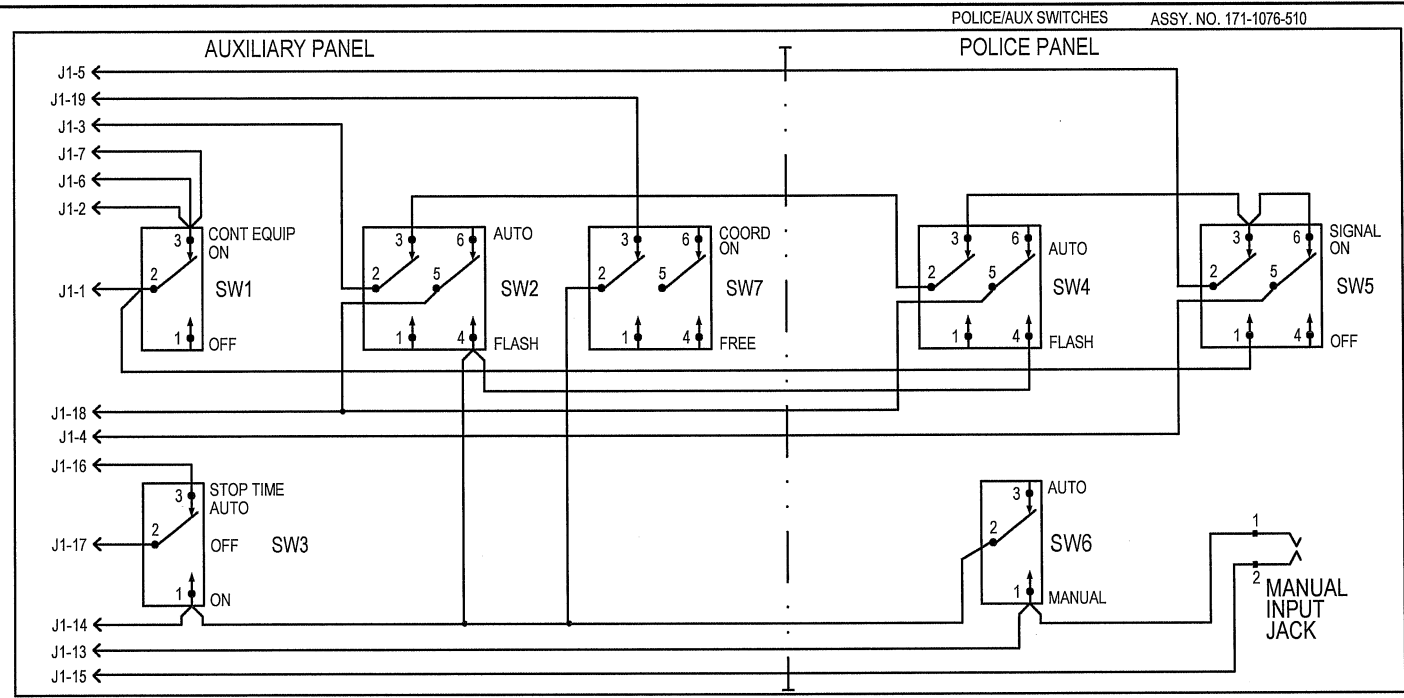 POLICE/AUX SWITCHES ASSY. NO. 171-1076-510
AUXILIARY PANEL
POLICE PANEL
J1-5
J1-19
J1-3
J1-7
J1-6
J1-2
3 CONT EQUIP
ON
2
J1-1
SW1
1 OFF
3 6 AUTO
2 5
SW2
1 4 FLASH
3 6 COORD
ON
2 5
SW7
1 4 FREE
3 6 AUTO
2 5
SW4
1 4 FLASH
3 6 SIGNAL
ON
2 5
SW5
1 4 OFF
J1-18
J1-4
J1-16
3 STOP TIME
AUTO
2
J1-17
OFF SW3
1 ON
3 AUTO
2
SW6
1 MANUAL
1
2
MANUAL
INPUT
JACK
J1-14
J1-13
J1-15